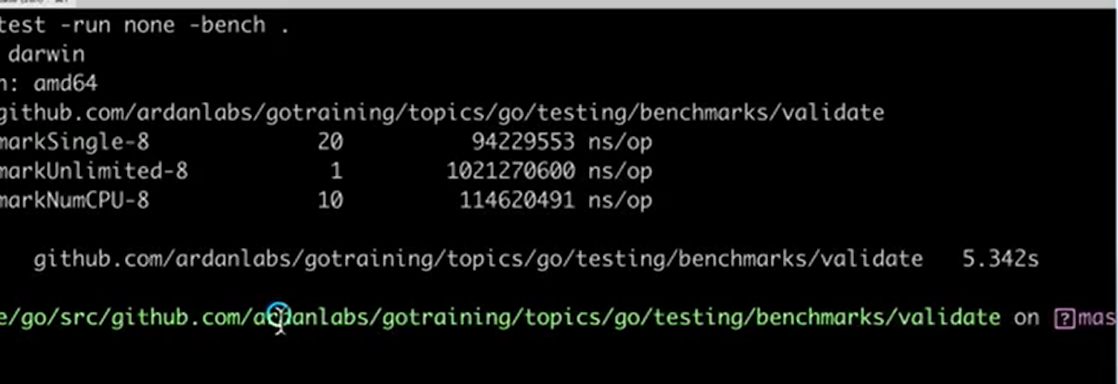 test -run none -bench .
darwin
n: amd64
github.com/ardanlabs/gotraining/topics/go/testing/benchmarks/validate
markSingle-8 20 94229553 ns/op
markUnlimited-8 1 1021270600 ns/op
markNumCPU-8 10 114620491 ns/op
github.com/ardanlabs/gotraining/topics/go/testing/benchmarks/validate 5.342s
e/go/src/github.com/ardanlabs/gotraining/topics/go/testing/benchmarks/validate on mas